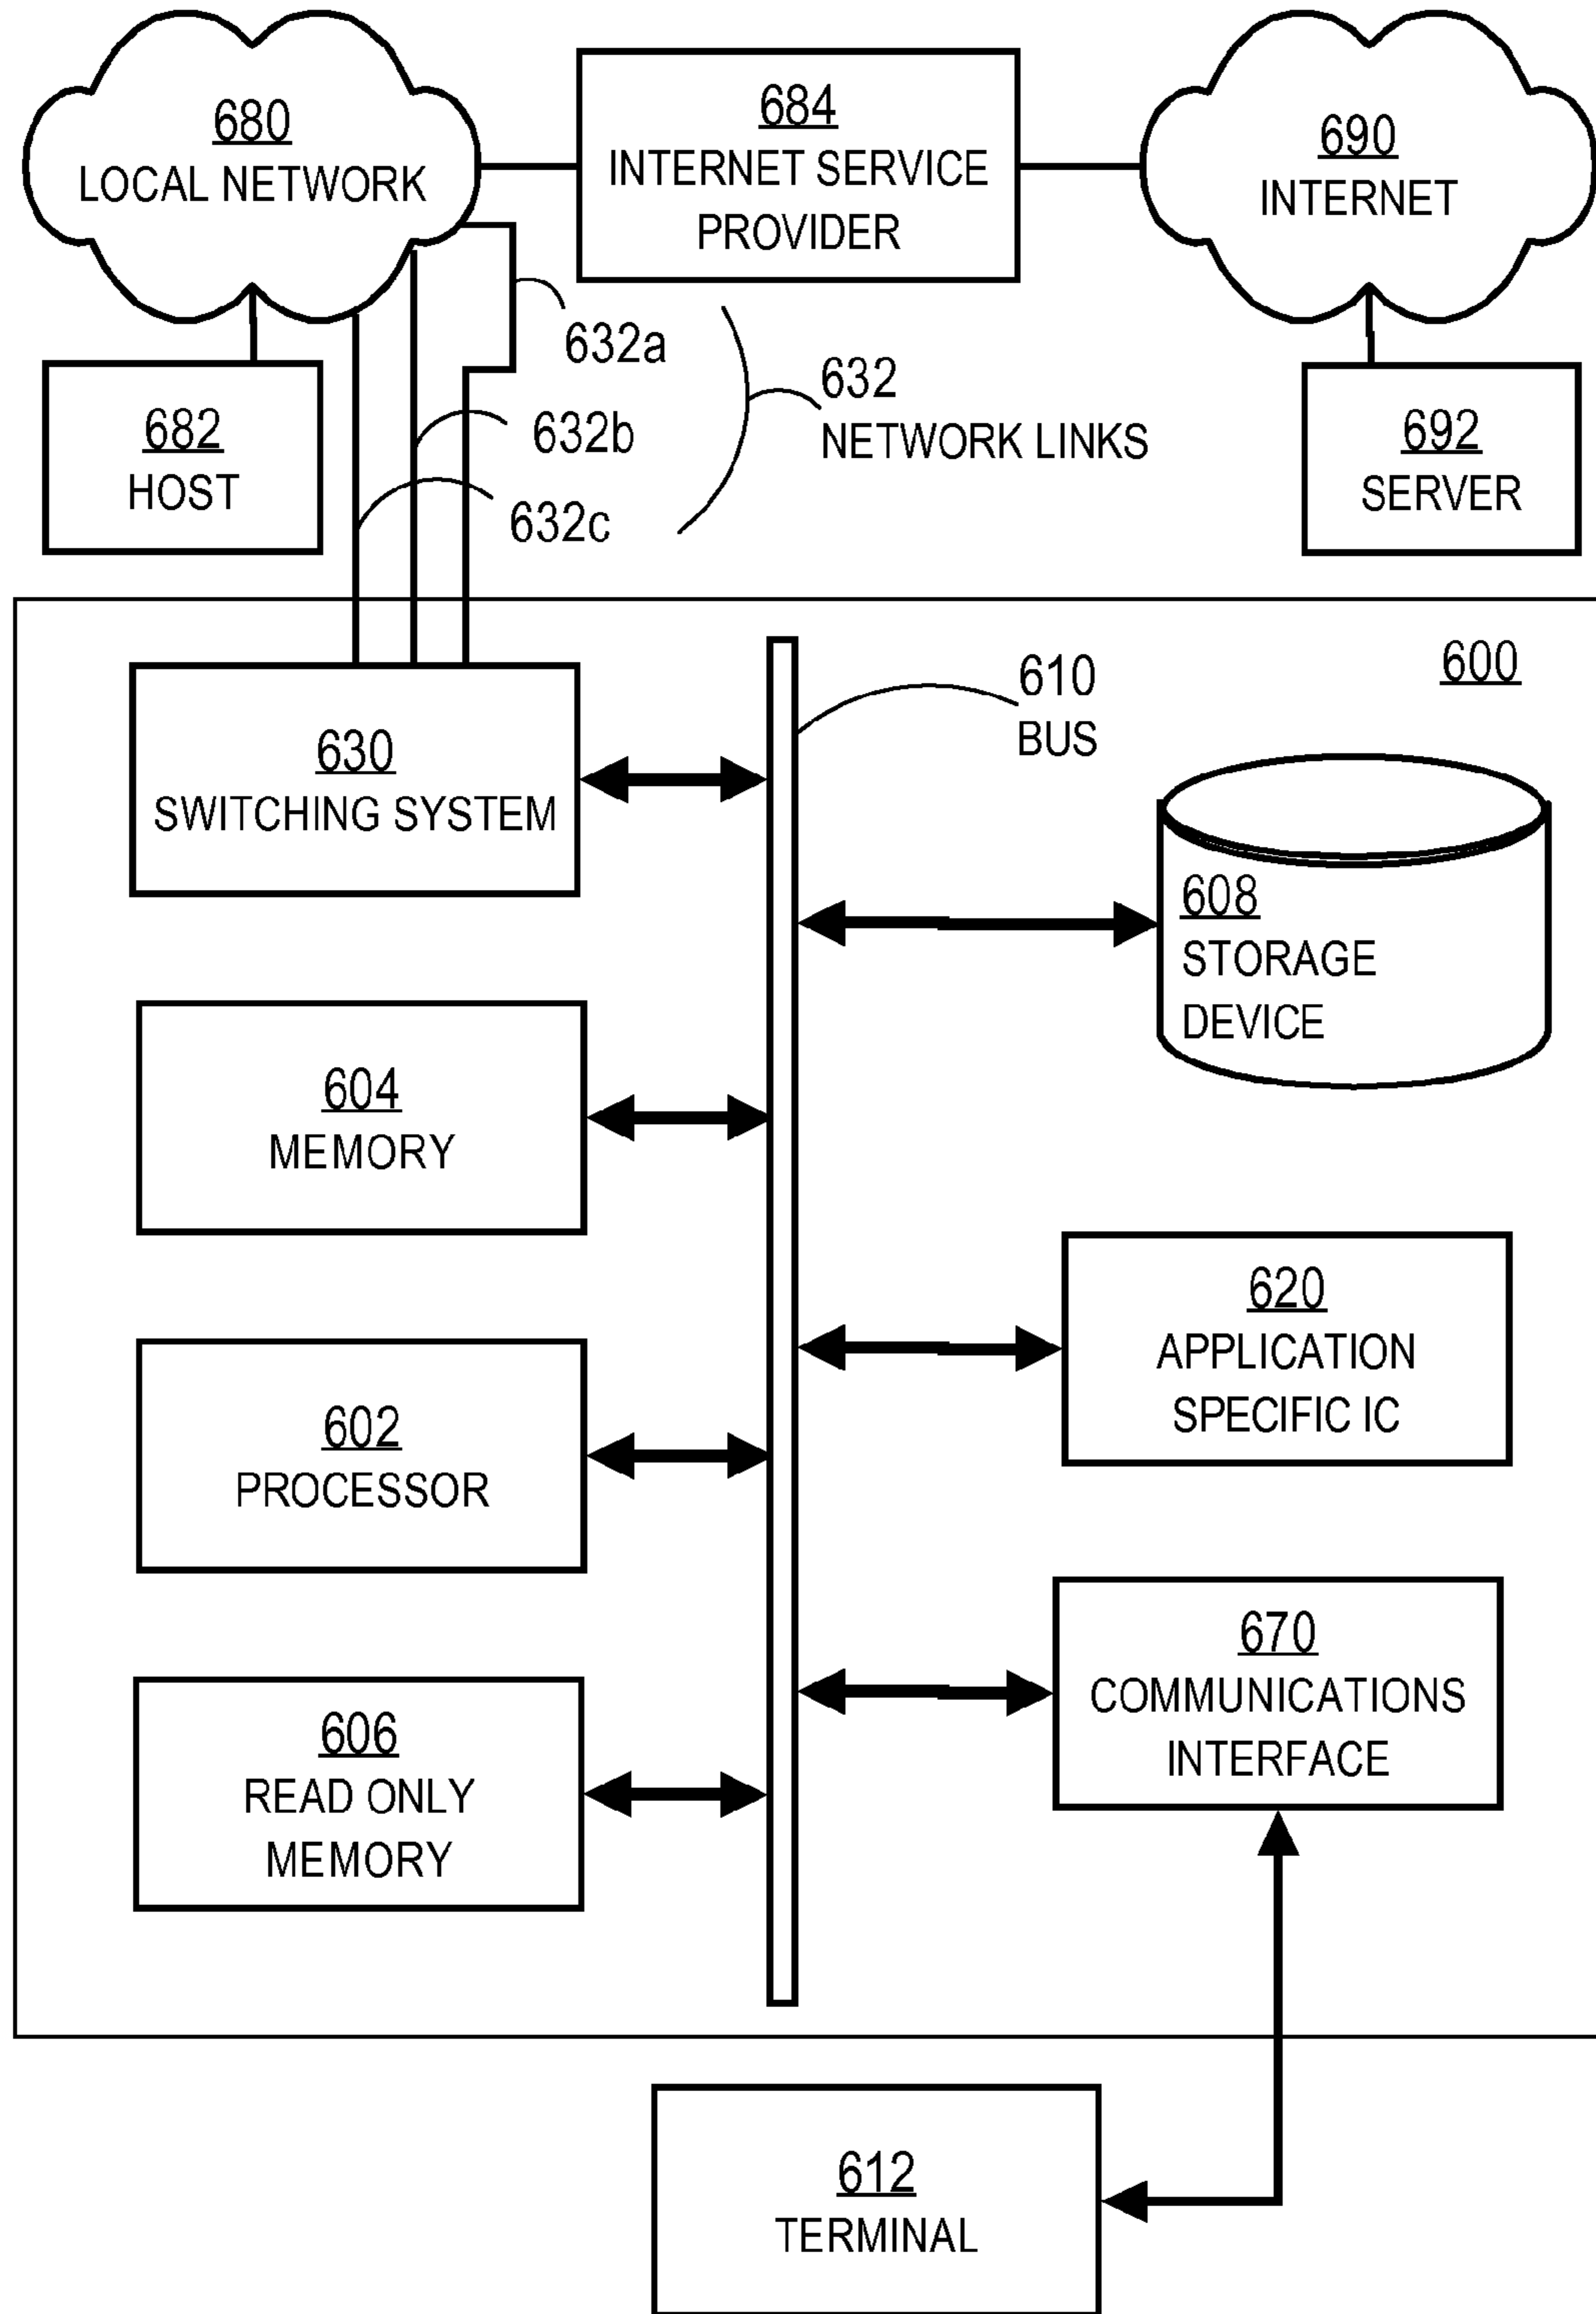 680
LOCAL NETWORK
684
INTERNET SERVICE
PROVIDER
690
INTERNET
632a
632
NETWORK LINKS
632b
632c
682
HOST
692
SERVER
600
610
BUS
630
SWITCHING SYSTEM
608
STORAGE
DEVICE
604
MEMORY
620
APPLICATION
SPECIFIC IC
602
PROCESSOR
670
COMMUNICATIONS
INTERFACE
606
READ ONLY
MEMORY
612
TERMINAL